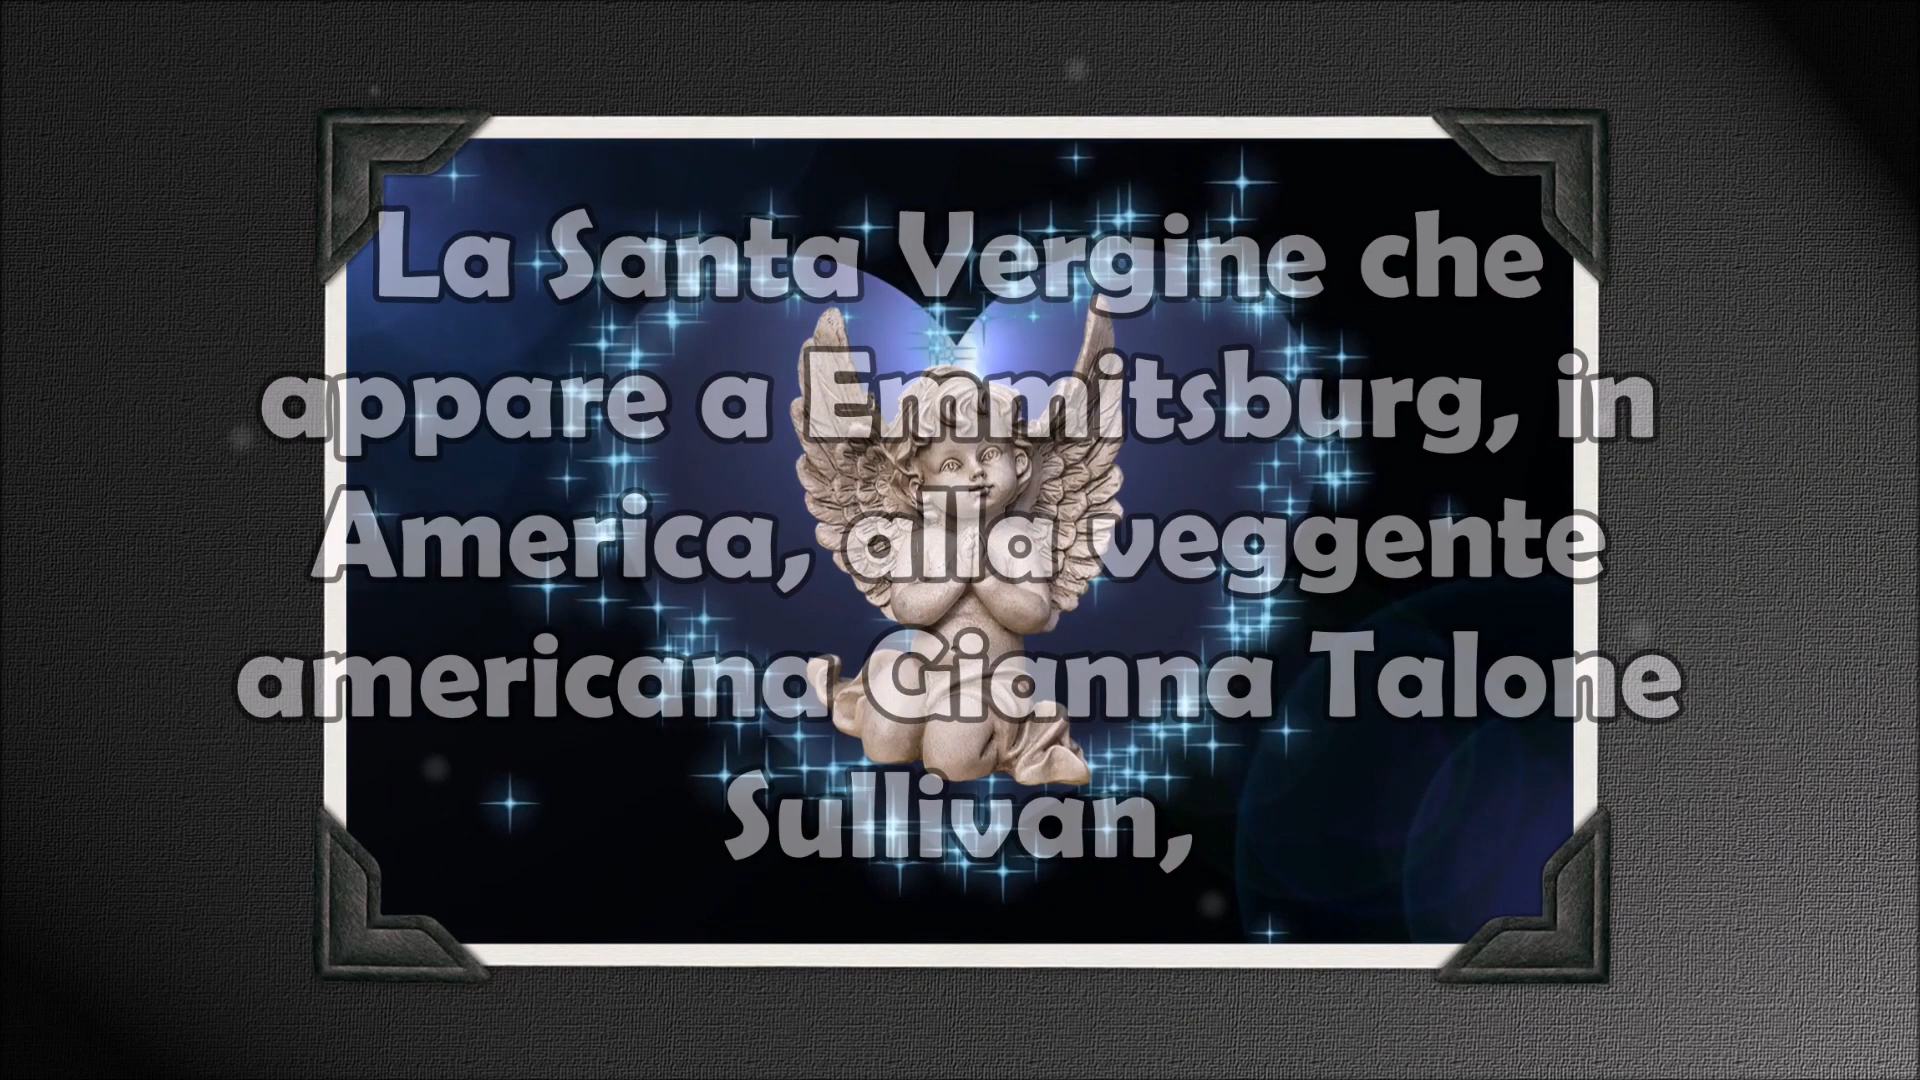 La Santa Vergine che
appare a Emmitsburg, in
America, alla veggente
americana Gianna Talone
Sullivan,